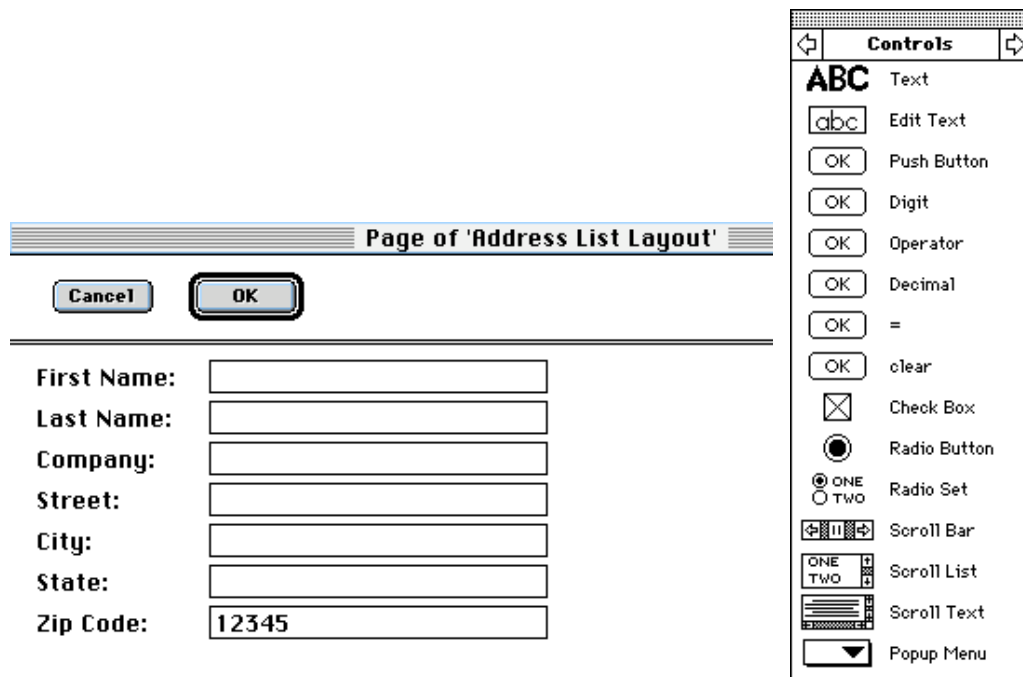 Page of 'Address List Layout'
Cancel
OK
First Name:
Last Name:
Company:
Street:
City:
State:
Zip Code: 12345
Controls
ABC Text
abc Edit Text
OK Push Button
OK Digit
OK Operator
OK Decimal
OK =
OK clear
Check Box
Radio Button
ONE
TWO
Radio Set
Scroll Bar
ONE
TWO
Scroll List
Scroll Text
Popup Menu